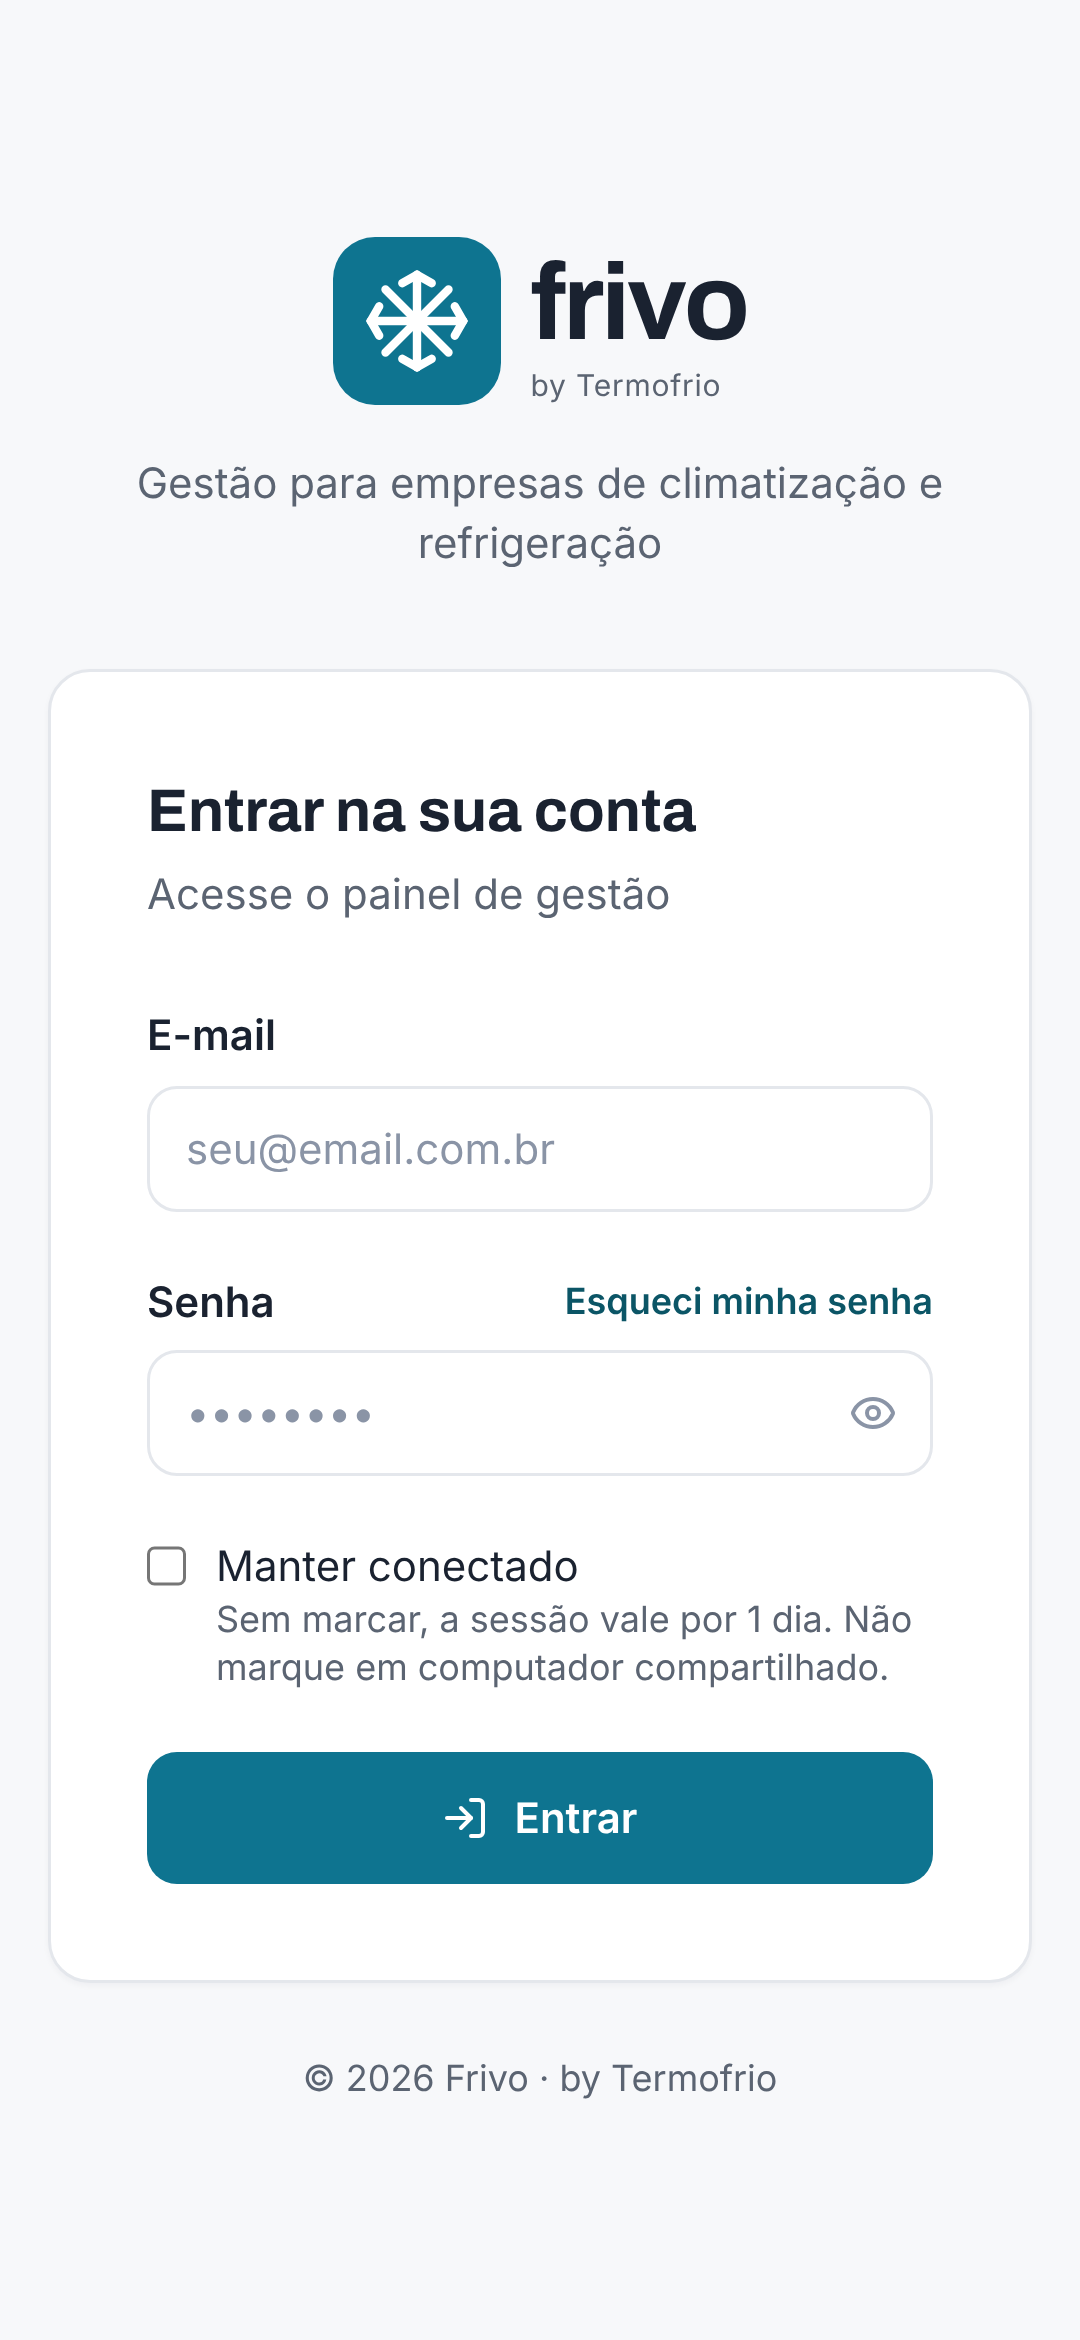 frivo
by Termofrio
Gestão para empresas de climatização e
refrigeração
Entrar na sua conta
Acesse o painel de gestão
E-mail
seu@email.com.br
Senha
Esqueci minha senha
••••••••
Manter conectado
Sem marcar, a sessão vale por 1 dia. Não
marque em computador compartilhado.
Entrar
© 2026 Frivo · by Termofrio